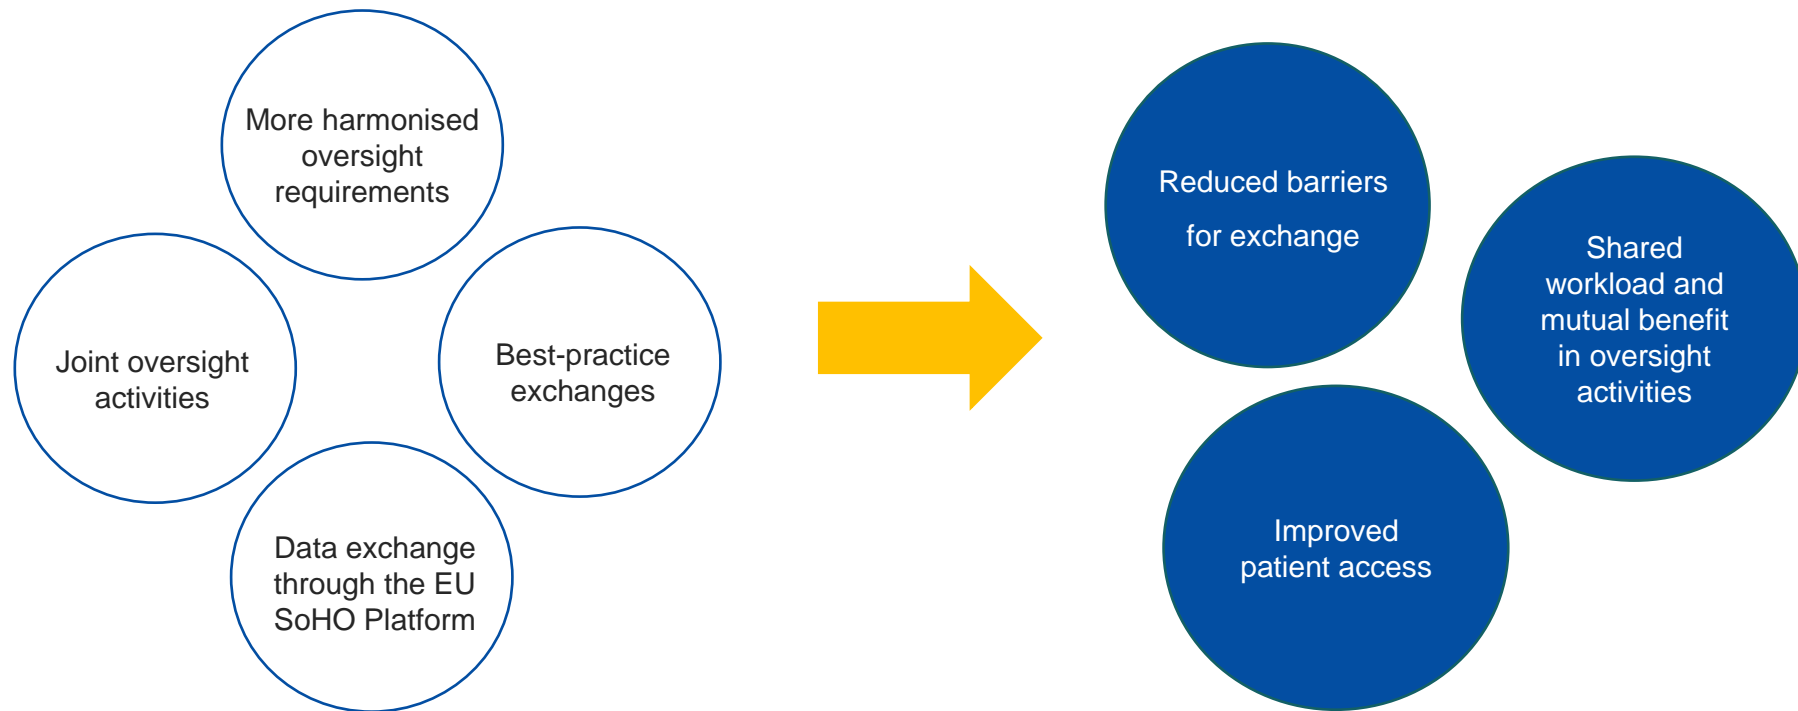 More harmonised
oversight
requirements
Joint oversight
activities
Best-practice
exchanges
Data exchange
through the EU
SoHO Platform
Reduced barriers
for exchange
Shared
workload and
mutual benefit
in oversight
activities
Improved
patient access